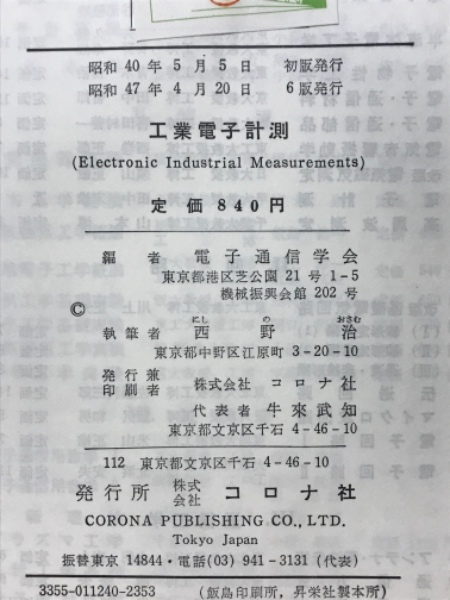 昭和 40 年 5 月 5 日 初版発行
昭和 47 年 4 月 20 日 6 版発行
工業電子計測
(Electronic Industrial Measurements)
定価 840円
編者 電子通信学会
東京都港区芝公園 21 号 1-5
機械振興会館 202 号
©
にし の おさむ
執筆者 西野治
東京都中野区江原町 3-20-10
発行兼印刷者 株式会社 コロナ社
代表者 牛來武知
東京都文京区千石 4-46-10
112 東京都文京区千石 4-46-10
発行所 株式会社 コロナ社
CORONA PUBLISHING CO., LTD.
Tokyo Japan
振替東京 14844・電話(03) 941-3131 (代表)
3355-011240-2353 (飯島印刷所，昇栄社製本所)